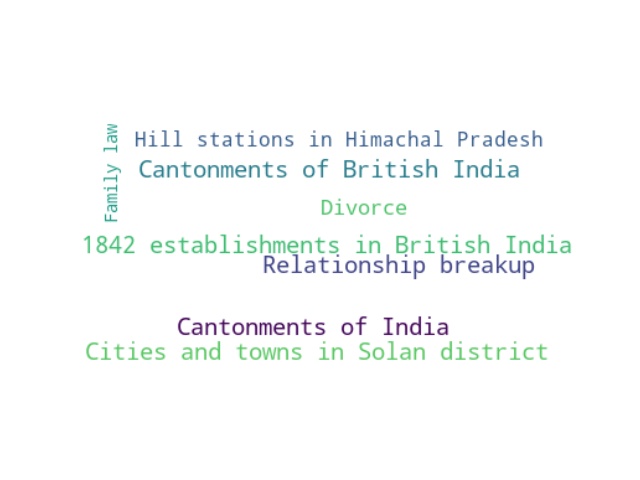 Family law
Hill stations in Himachal Pradesh
Cantonments of British India
Divorce
1842 establishments in British India
Relationship breakup
Cantonments of India
Cities and towns in Solan district